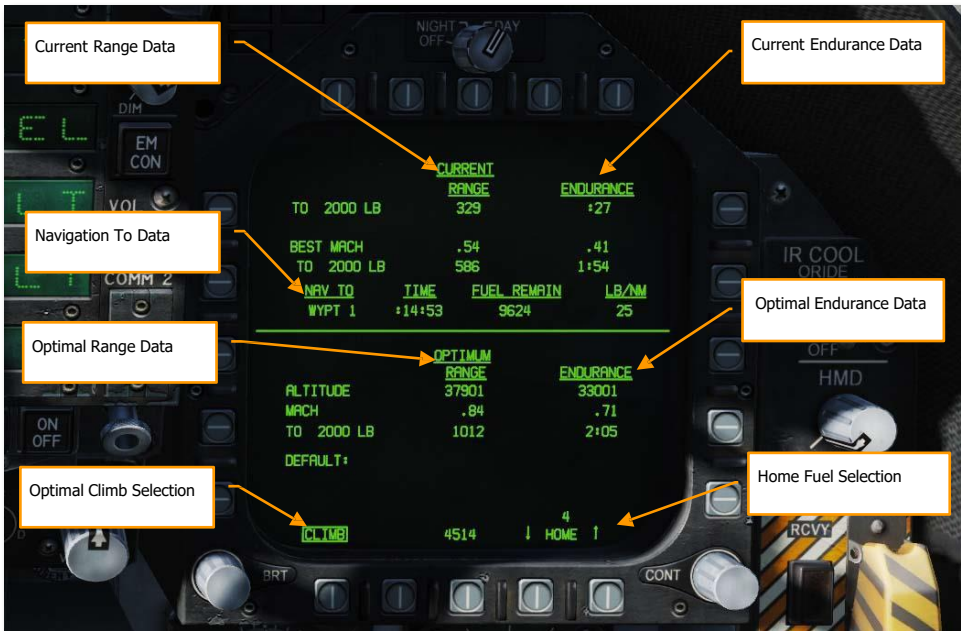 Current Range Data
NIGHT DAY
OFF
Current Endurance Data
DIM
EL
EM
CON
VOL
COMM 2
CURRENT
RANGE ENDURANCE
TO 2000 LB 329 :27
BEST MACH .54 .41
TO 2000 LB 586 1:54
Navigation To Data
NAV TO TIME FUEL REMAIN LB/NM
WYPT 1 :14:53 9624 25
IR COOL
ORIDE
Optimal Endurance Data
OFF
HMD
Optimal Range Data
OPTIMUM
RANGE ENDURANCE
ALTITUDE 37901 33001
MACH .84 .71
TO 2000 LB 1012 2:05
DEFAULT:
ON
OFF
Optimal Climb Selection
Home Fuel Selection
4
CLIMB 4514 ↓ HOME ↑
RCVY
BRT
CONT